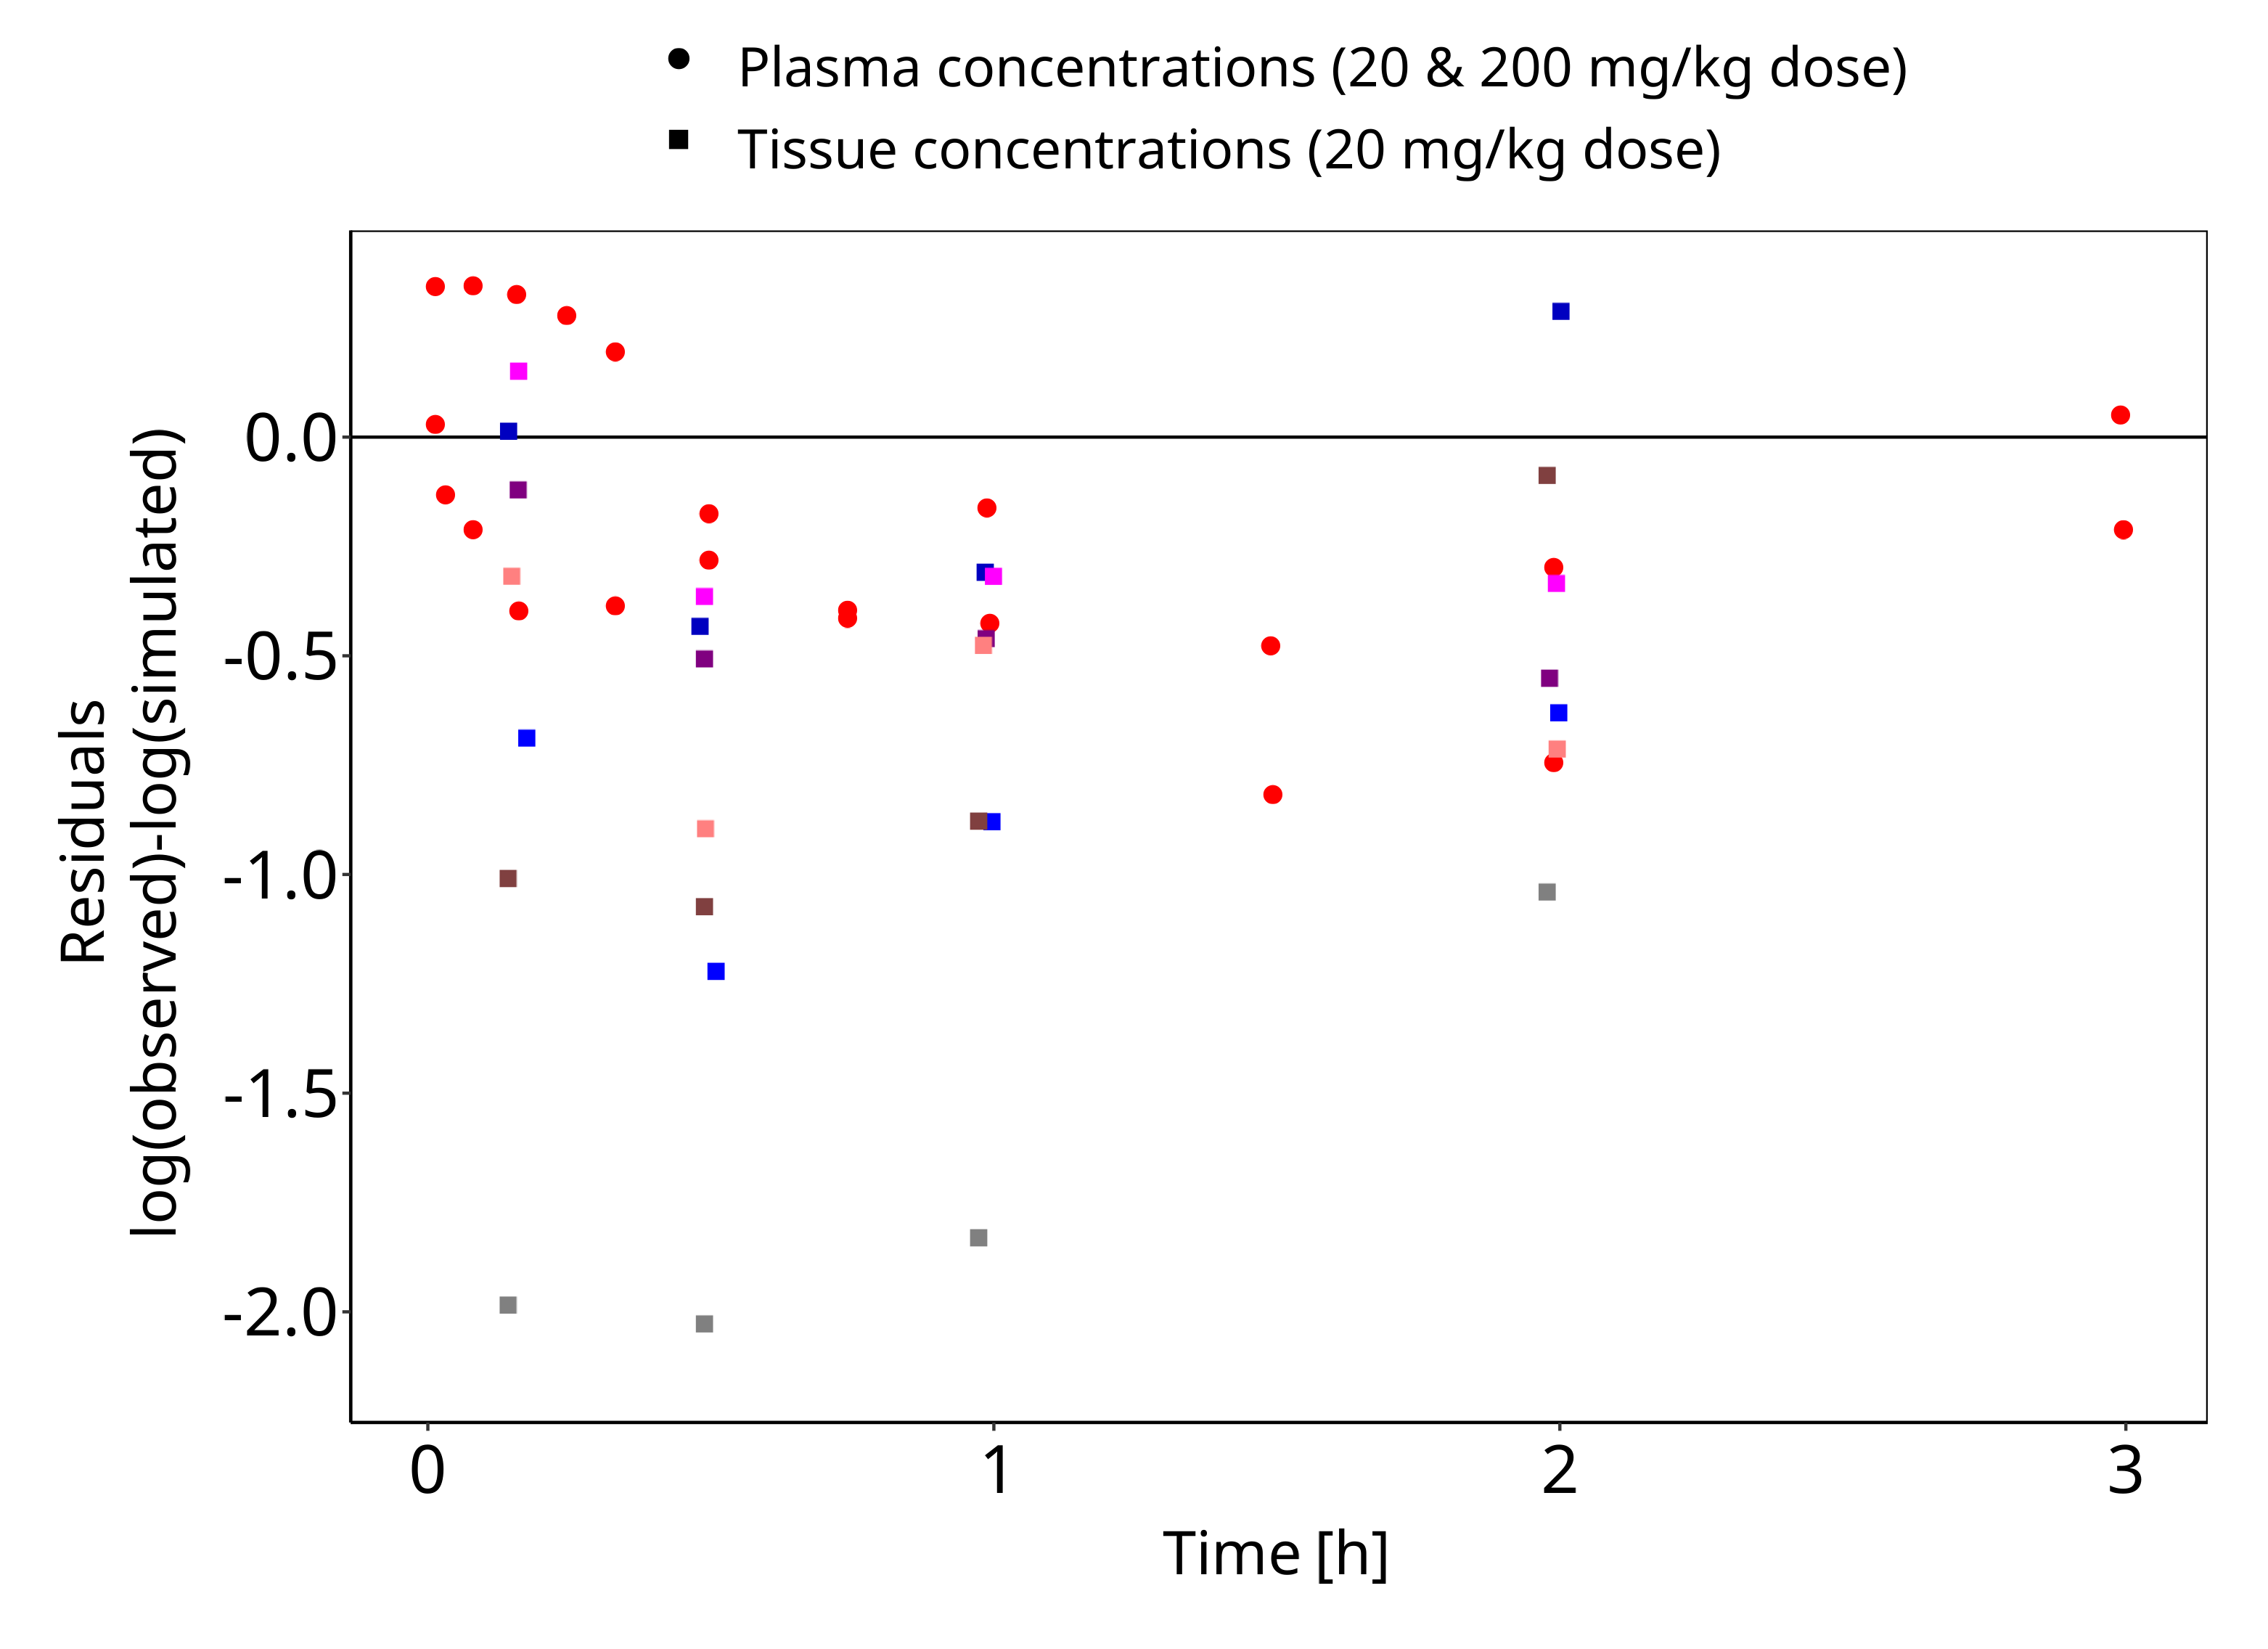 Plasma concentrations (20 & 200 mg/kg dose)
Tissue concentrations (20 mg/kg dose)
Residuals
log(observed)-log(simulated)
0.0
-0.5
-1.0
-1.5
-2.0
0
1
2
3
Time [h]